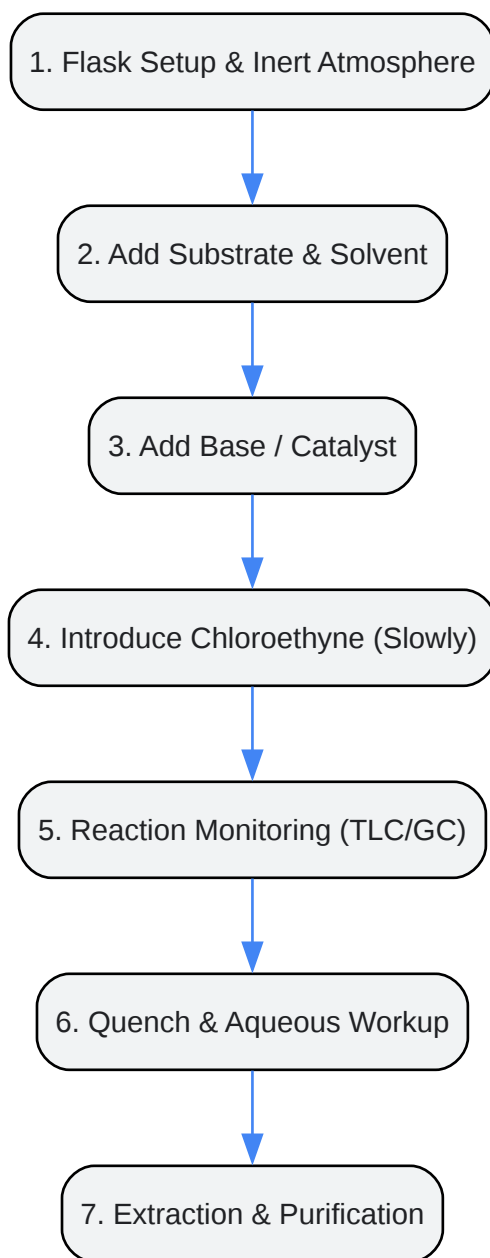 1. Flask Setup & Inert Atmosphere
2. Add Substrate & Solvent
3. Add Base / Catalyst
4. Introduce Chloroethyne (Slowly)
5. Reaction Monitoring (TLC/GC)
6. Quench & Aqueous Workup
7. Extraction & Purification